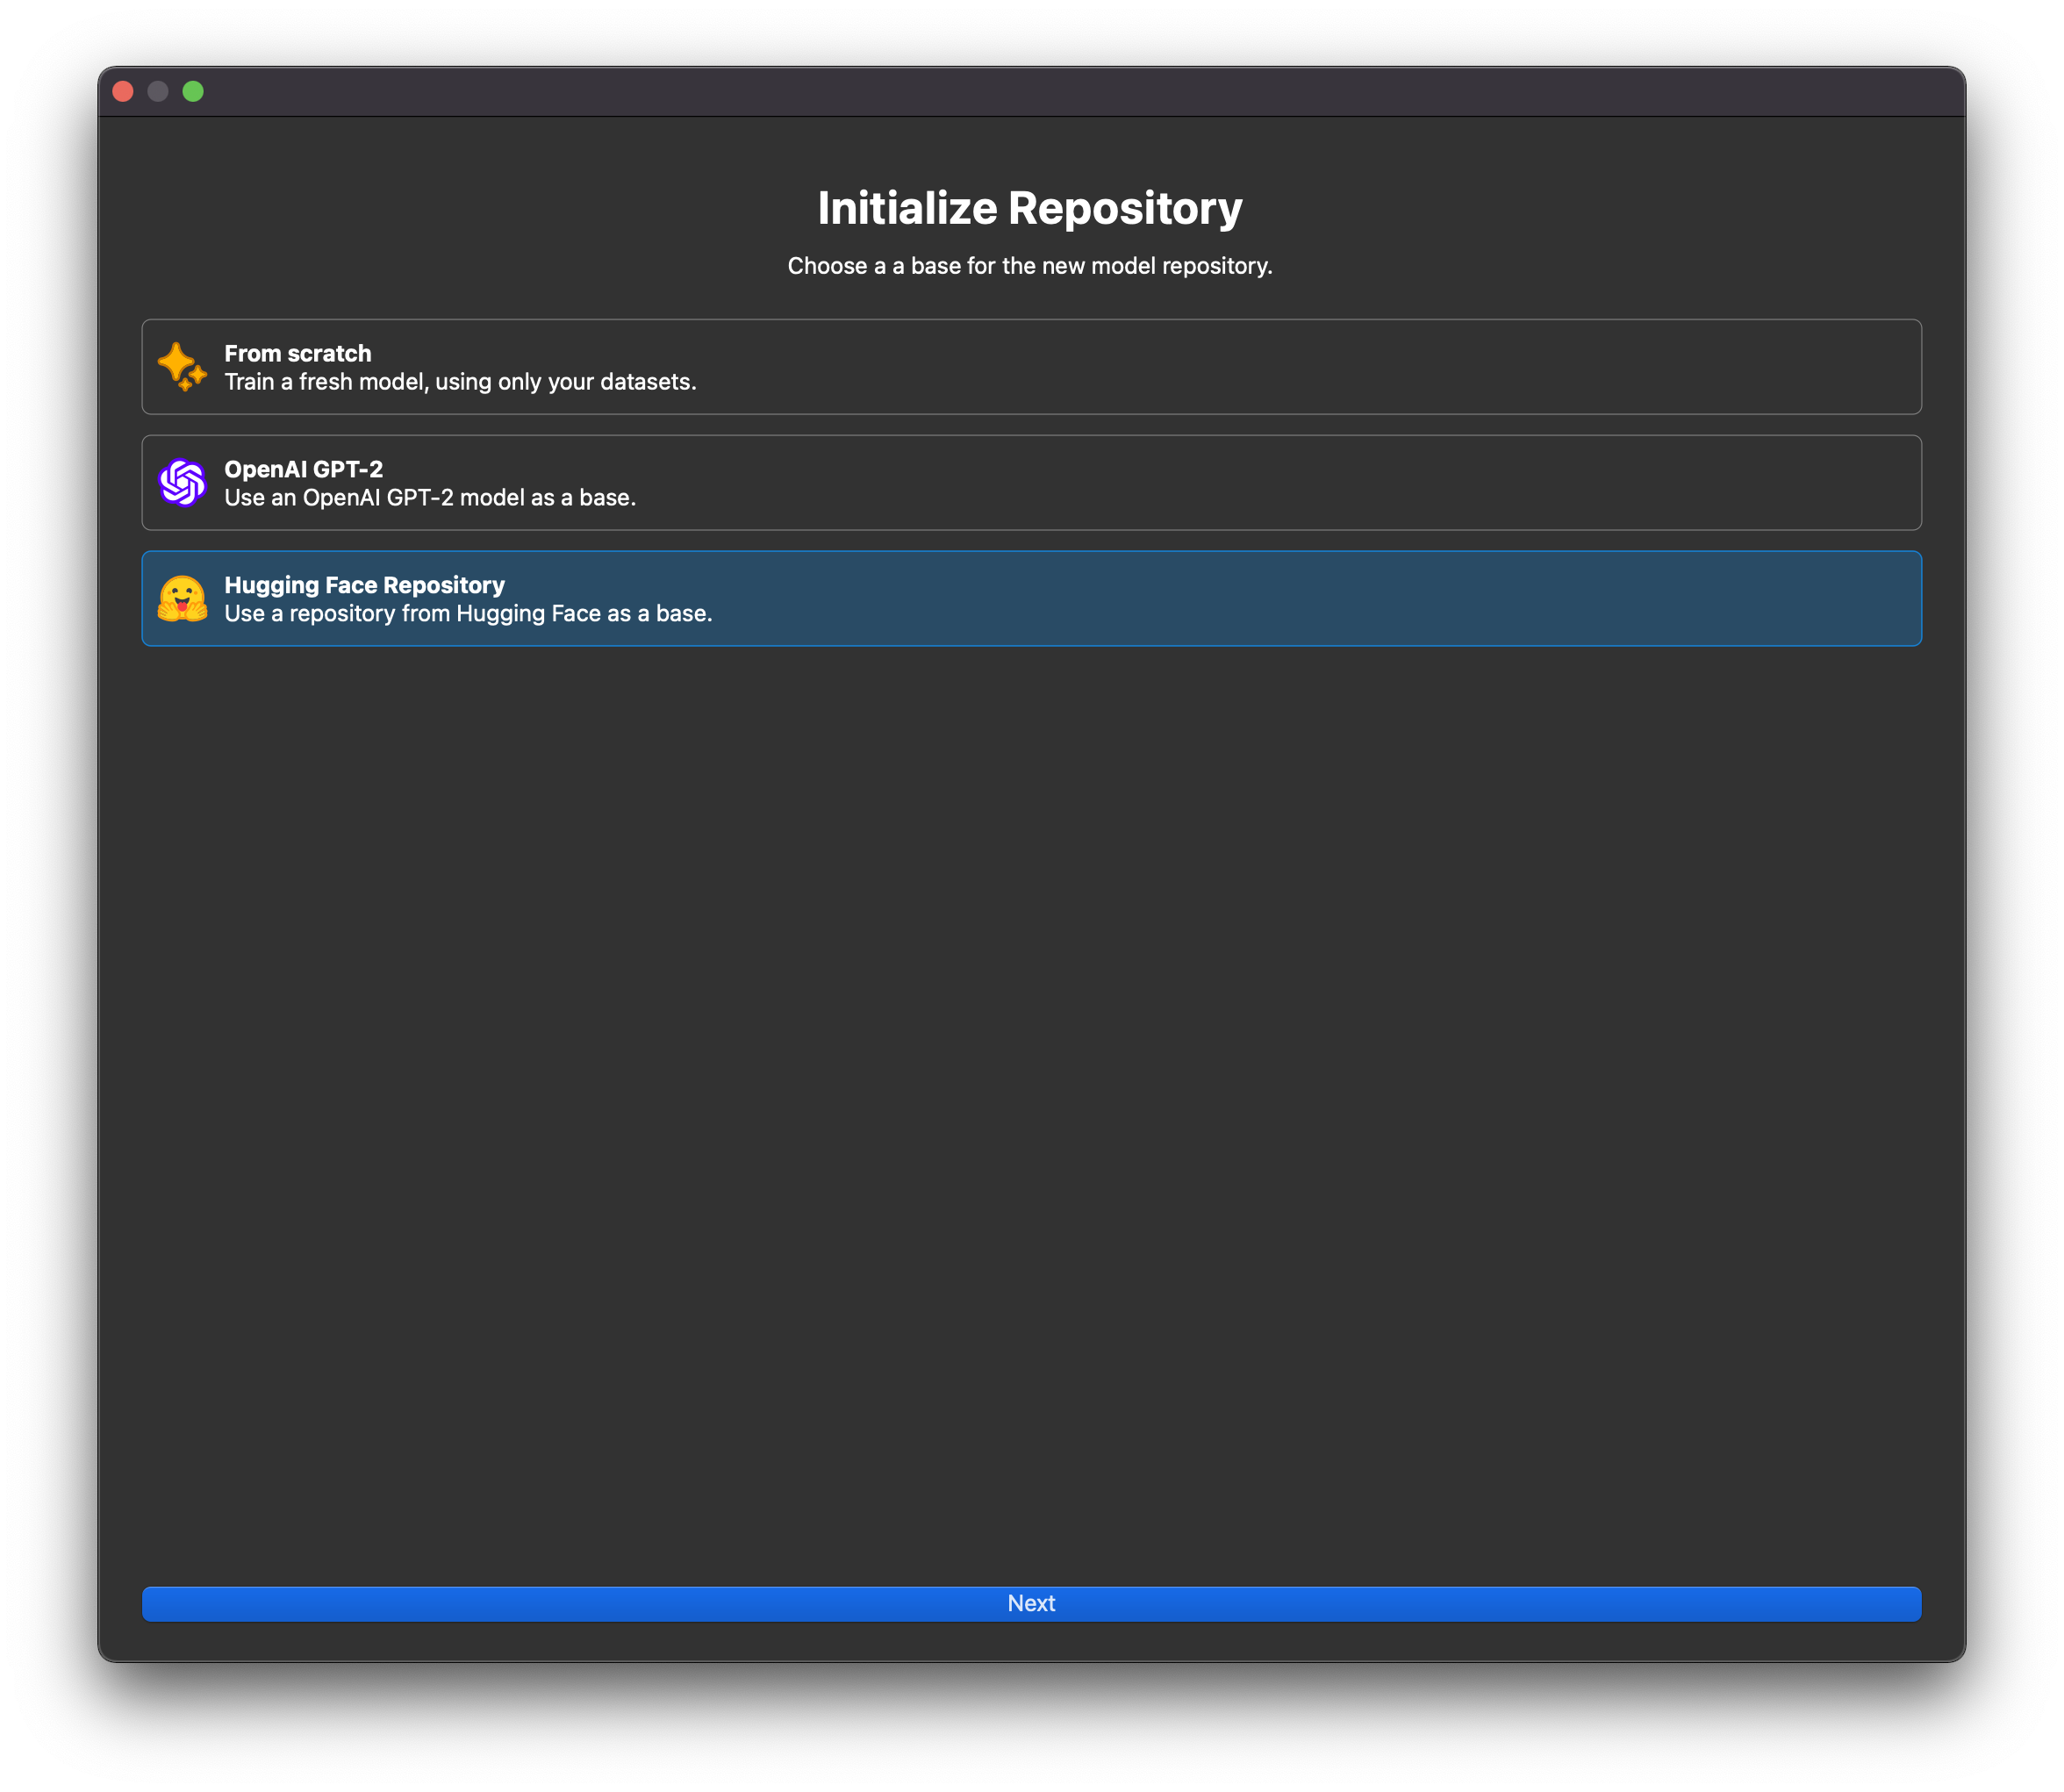 Initialize Repository
Choose a a base for the new model repository.
From scratch
Train a fresh model, using only your datasets.
OpenAI GPT-2
Use an OpenAI GPT-2 model as a base.
Hugging Face Repository
Use a repository from Hugging Face as a base.
Next